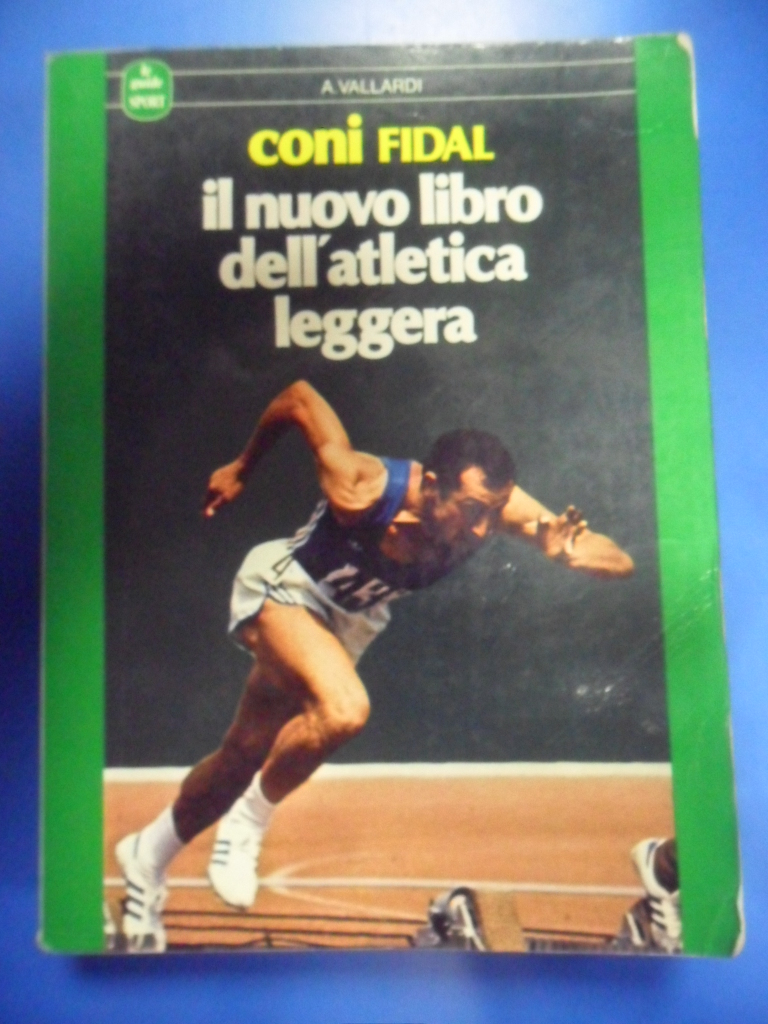 le
guide
SPORT
A. VALLARDI
coni FIDAL
il nuovo libro
dell'atletica
leggera